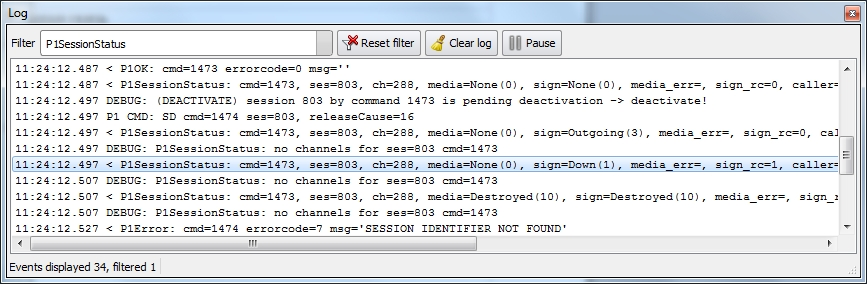 Log
Filter P1SessionStatus Reset filter Clear log Pause
11:24:12.487 < P1OK: cmd=1473 errorcode=0 msg=''
11:24:12.487 < P1SessionStatus: cmd=1473, ses=803, ch=288, media=None(0), sign=None(0), media_err=, sign_rc=0, caller=
11:24:12.497 DEBUG: (DEACTIVATE) session 803 by command 1473 is pending deactivation -> deactivate!
11:24:12.497 P1 CMD: SD cmd=1474 ses=803, releaseCause=16
11:24:12.497 < P1SessionStatus: cmd=1473, ses=803, ch=288, media=None(0), sign=Outgoing(3), media_err=, sign_rc=0, cal
11:24:12.497 DEBUG: P1SessionStatus: no channels for ses=803 cmd=1473
11:24:12.497 < P1SessionStatus: cmd=1473, ses=803, ch=288, media=None(0), sign=Down(1), media_err=, sign_rc=1, caller=
11:24:12.507 DEBUG: P1SessionStatus: no channels for ses=803 cmd=1473
11:24:12.507 < P1SessionStatus: cmd=1473, ses=803, ch=288, media=Destroyed(10), sign=Destroyed(10), media_err=, sign_r
11:24:12.507 DEBUG: P1SessionStatus: no channels for ses=803 cmd=1473
11:24:12.527 < P1Error: cmd=1474 errorcode=7 msg='SESSION IDENTIFIER NOT FOUND'
Events displayed 34, filtered 1